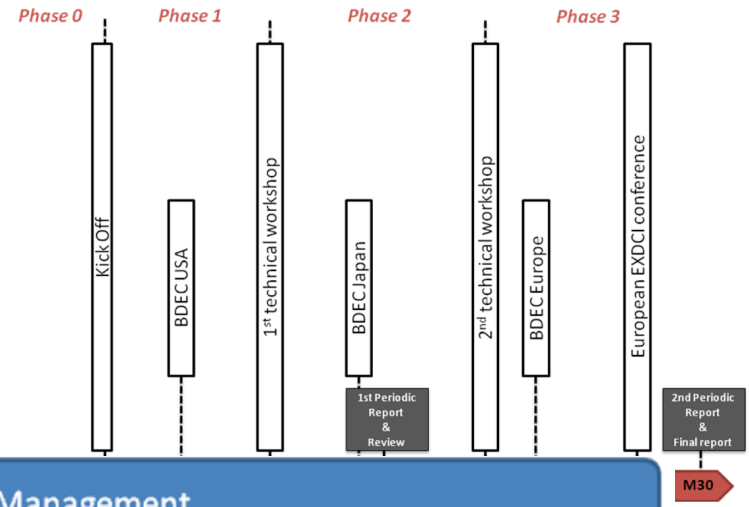 Phase 0
Phase 1
Phase 2
Phase 3
Kick Off
BDEC USA
1st technical workshop
BDEC Japan
2nd technical workshop
BDEC Europe
European EXDCI conference
1st Periodic
Report
&
Review
2nd Periodic
Report
&
Final report
M30
Management